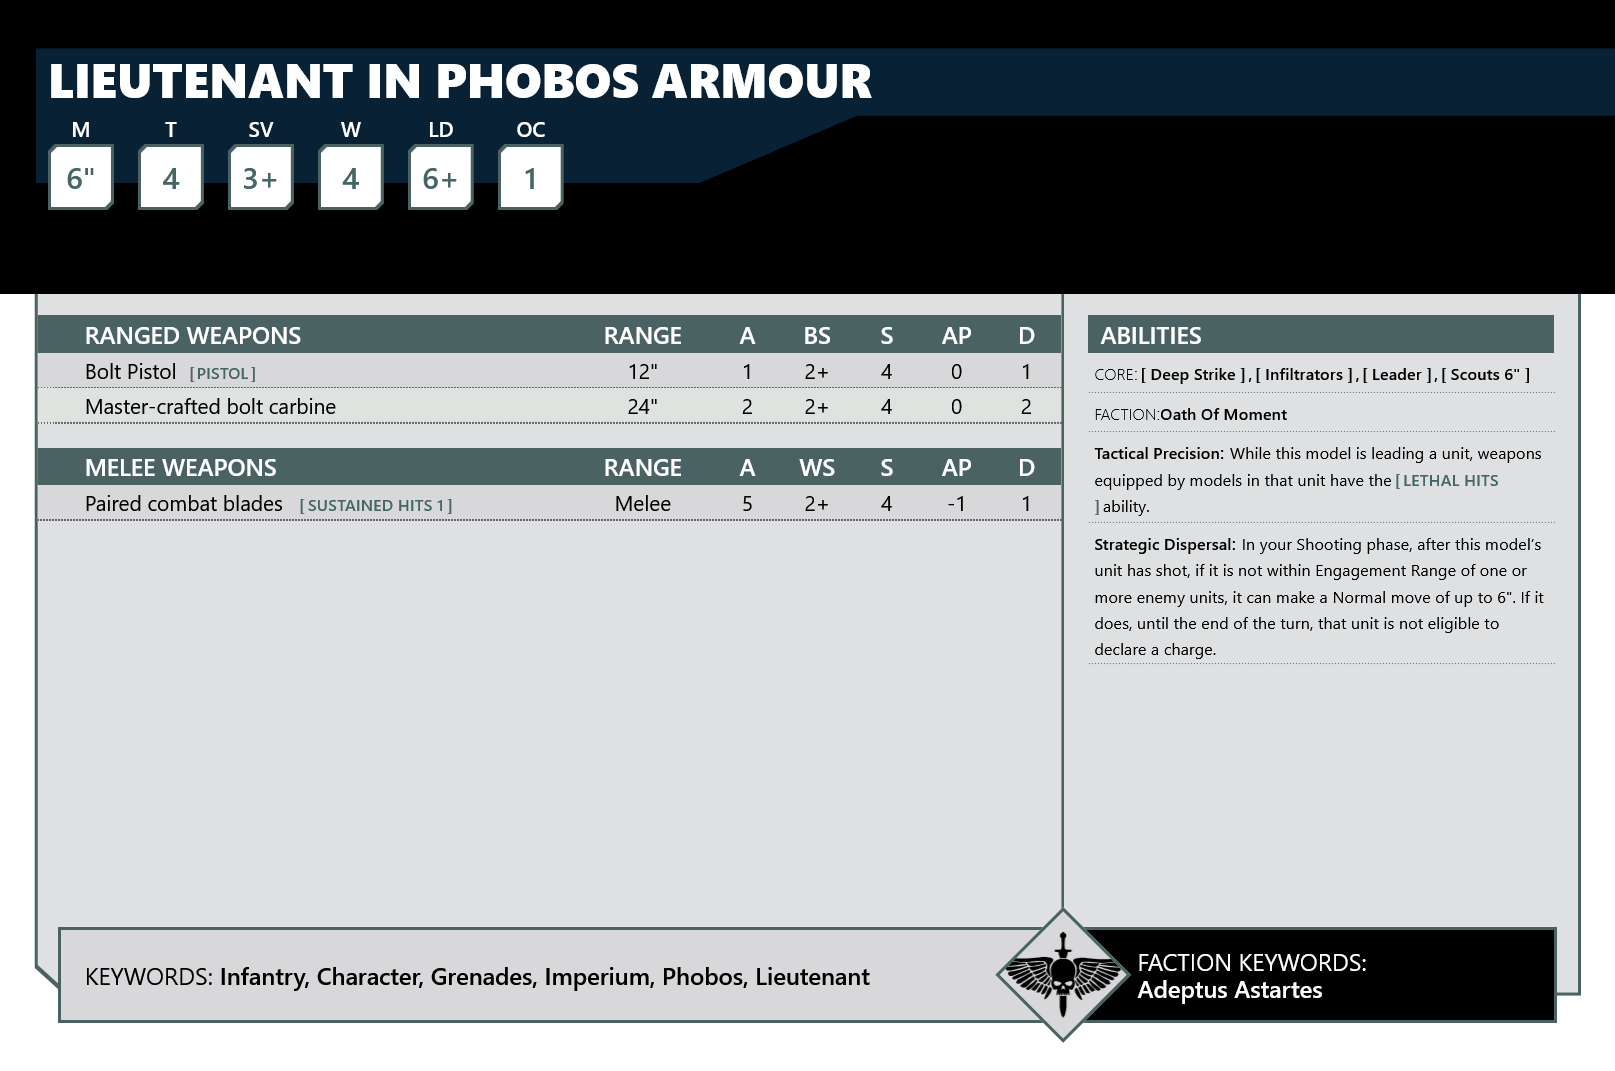 LIEUTENANT IN PHOBOS ARMOUR
M T SV W LD OC
6" 4 3+ 4 6+ 1
RANGED WEAPONS RANGE A BS S AP D
Bolt Pistol [ PISTOL ] 12" 1 2+ 4 0 1
Master-crafted bolt carbine 24" 2 2+ 4 0 2
MELEE WEAPONS RANGE A WS S AP D
Paired combat blades [ SUSTAINED HITS 1 ] Melee 5 2+ 4 -1 1
ABILITIES
CORE: [ Deep Strike ] , [ Infiltrators ] , [ Leader ] , [ Scouts 6" ]
FACTION:Oath Of Moment
Tactical Precision: While this model is leading a unit, weapons
equipped by models in that unit have the [ LETHAL HITS
] ability.
Strategic Dispersal: In your Shooting phase, after this model's
unit has shot, if it is not within Engagement Range of one or
more enemy units, it can make a Normal move of up to 6". If it
does, until the end of the turn, that unit is not eligible to
declare a charge.
KEYWORDS: Infantry, Character, Grenades, Imperium, Phobos, Lieutenant
FACTION KEYWORDS:
Adeptus Astartes